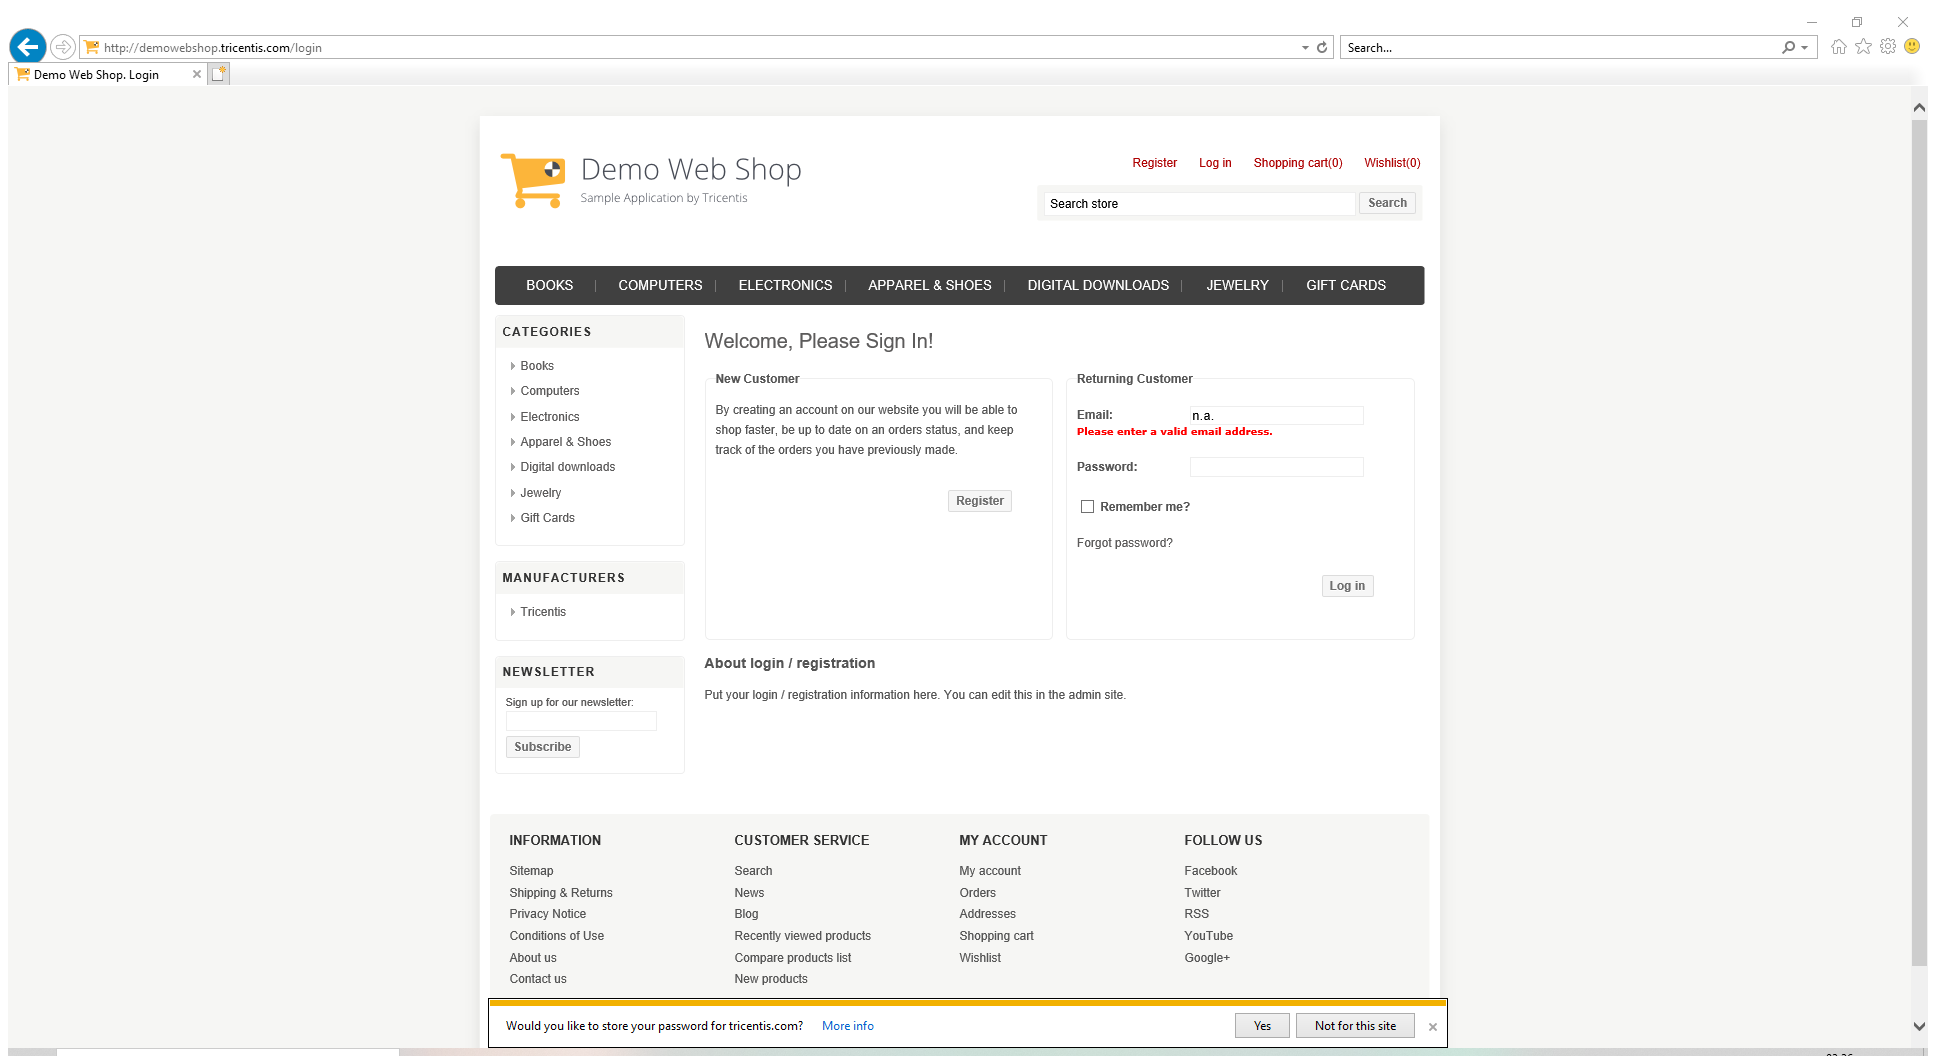 http://demowebshop.tricentis.com/login
Search...
Demo Web Shop. Login
Demo Web Shop
Sample Application by Tricentis
Register Log in Shopping cart(0) Wishlist(0)
Search store Search
BOOKS COMPUTERS ELECTRONICS APPAREL & SHOES DIGITAL DOWNLOADS JEWELRY GIFT CARDS
CATEGORIES
Books
Computers
Electronics
Apparel & Shoes
Digital downloads
Jewelry
Gift Cards
MANUFACTURERS
Tricentis
NEWSLETTER
Sign up for our newsletter:
Subscribe
Welcome, Please Sign In!
New Customer
By creating an account on our website you will be able to
shop faster, be up to date on an orders status, and keep
track of the orders you have previously made.
Register
Returning Customer
Email: n.a.
Please enter a valid email address.
Password:
Remember me?
Forgot password?
Log in
About login / registration
Put your login / registration information here. You can edit this in the admin site.
INFORMATION
Sitemap
Shipping & Returns
Privacy Notice
Conditions of Use
About us
Contact us
CUSTOMER SERVICE
Search
News
Blog
Recently viewed products
Compare products list
New products
MY ACCOUNT
My account
Orders
Addresses
Shopping cart
Wishlist
FOLLOW US
Facebook
Twitter
RSS
YouTube
Google+
Would you like to store your password for tricentis.com? More info Yes Not for this site